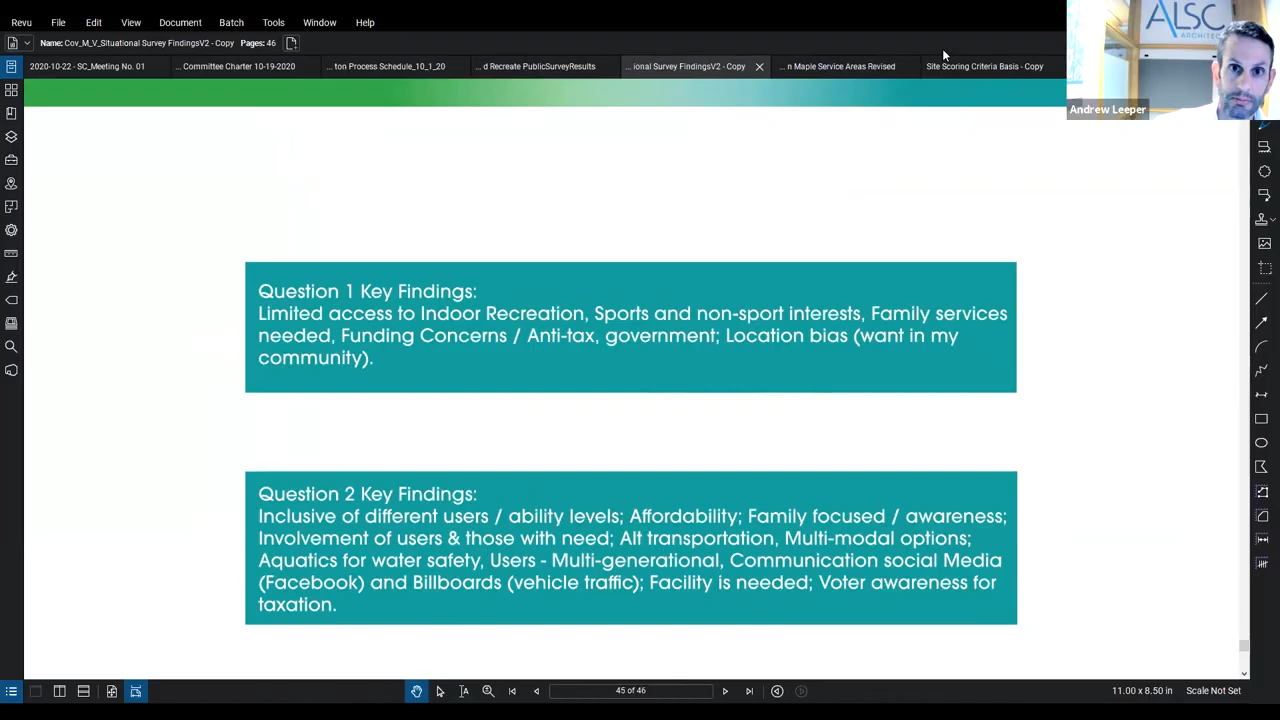 Revu File Edit View Document Batch Tools Window Help
Name: Cov_M_V_Situational Survey FindingsV2 - Copy Pages: 46
2020-10-22 - SC_Meeting No. 01 ... Committee Charter 10-19-2020 ... ton Process Schedule_10_1_20 ... d Recreate PublicSurveyResults ... ional Survey FindingsV2 - Copy ... n Maple Service Areas Revised Site Scoring Criteria Basis - Copy
ALSC
ARCHITEC
Andrew Leeper
Question 1 Key Findings:
Limited access to Indoor Recreation, Sports and non-sport interests, Family services
needed, Funding Concerns / Anti-tax, government; Location bias (want in my
community).
Question 2 Key Findings:
Inclusive of different users / ability levels; Affordability; Family focused / awareness;
Involvement of users & those with need; Alt transportation, Multi-modal options;
Aquatics for water safety, Users - Multi-generational, Communication social Media
(Facebook) and Billboards (vehicle traffic); Facility is needed; Voter awareness for
taxation.
45 of 46
11.00 x 8.50 in Scale Not Set